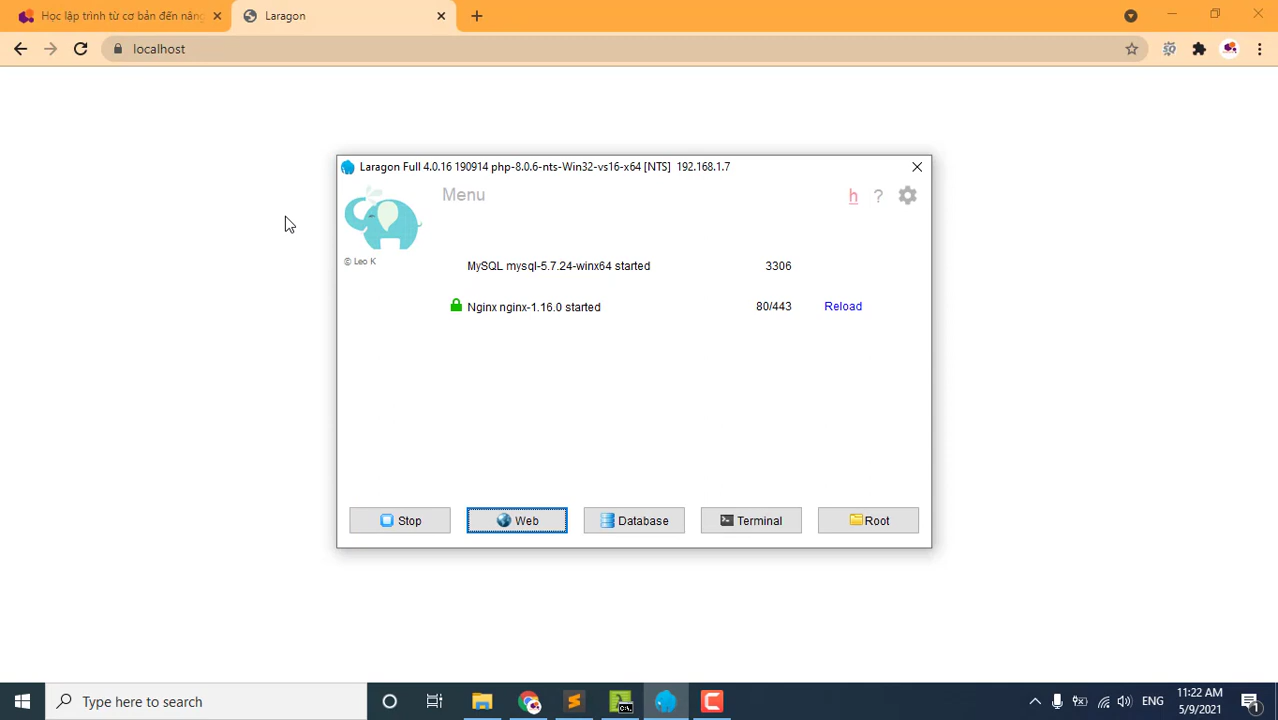 Học lập trình từ cơ bản đến nâng
Laragon
localhost
Laragon Full 4.0.16 190914 php-8.0.6-nts-Win32-vs16-x64 [NTS] 192.168.1.7
Menu
h ?
© Leo K
MySQL mysql-5.7.24-winx64 started 3306
Nginx nginx-1.16.0 started 80/443 Reload
Stop Web Database Terminal Root
Type here to search
ENG
11:22 AM
5/9/2021
1